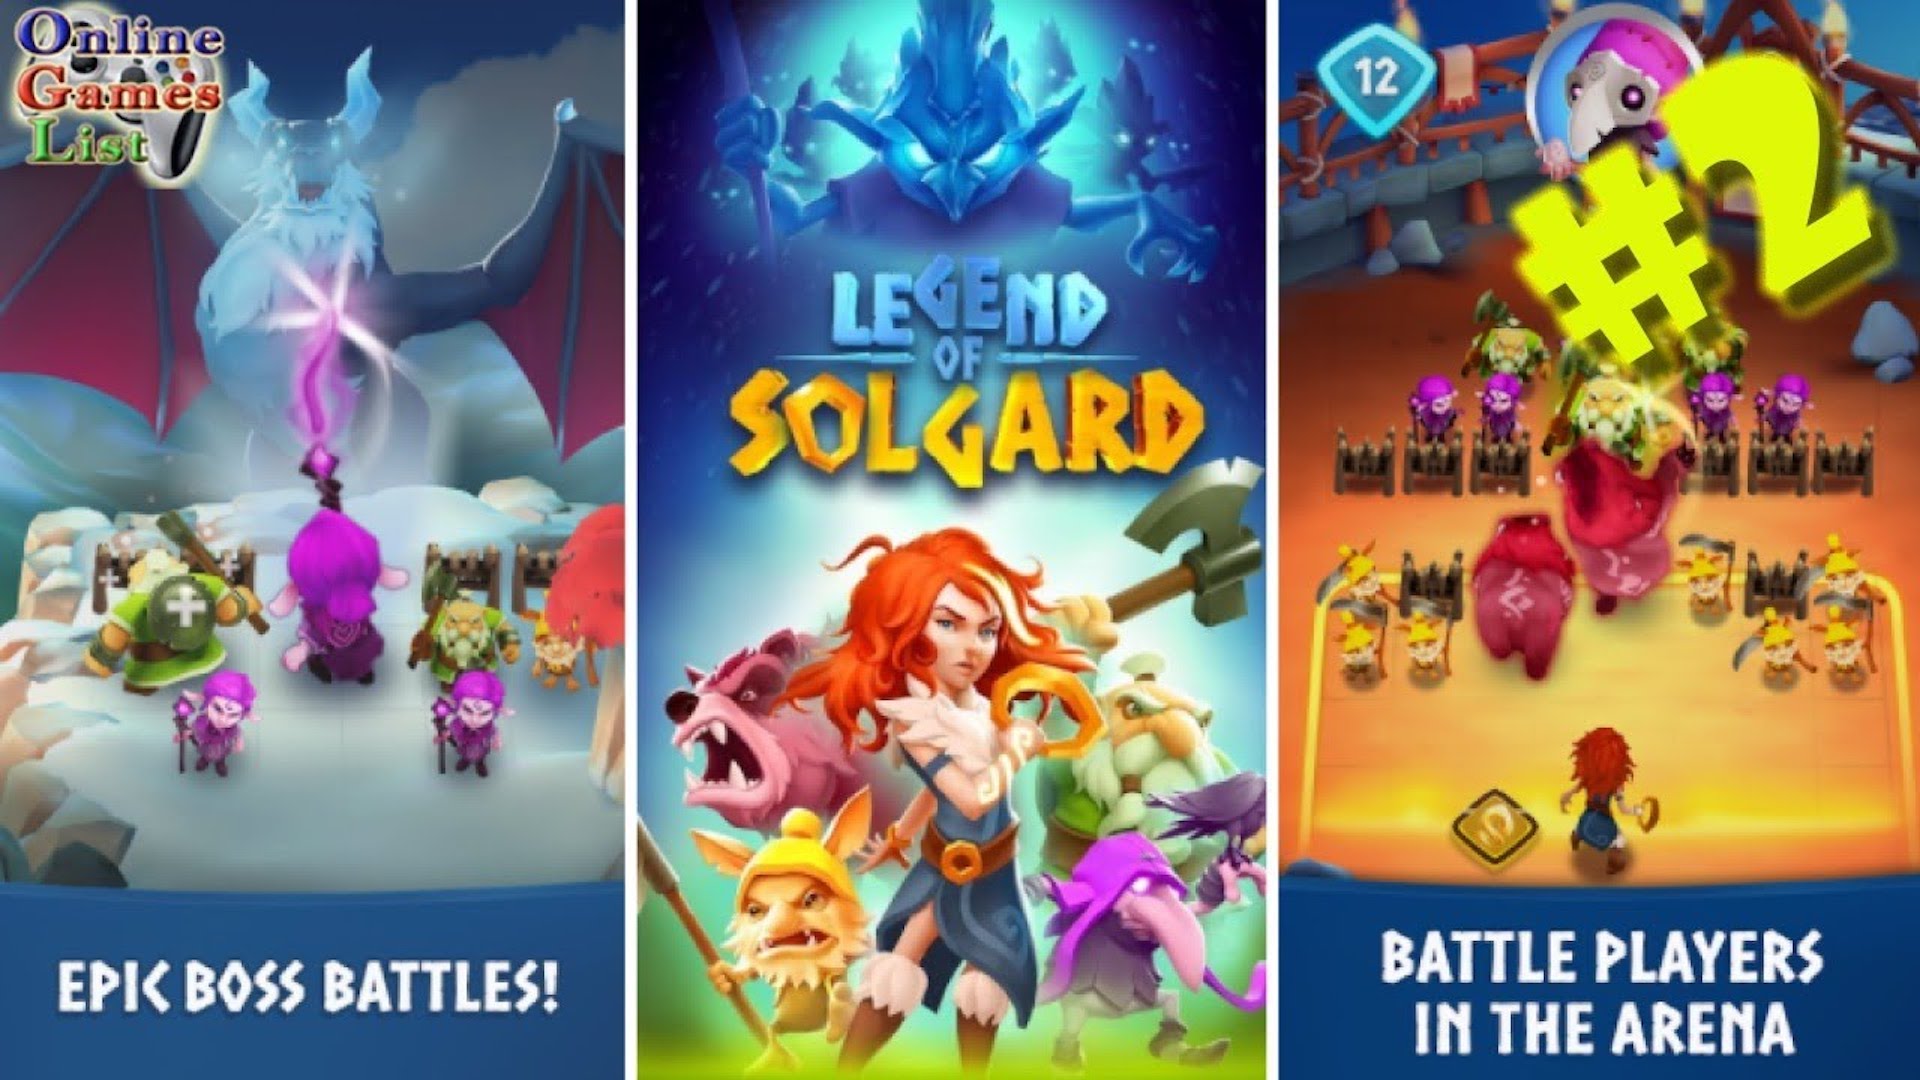 Online
Games
List
EPIC BOSS BATTLES!
LEGEND
OF
SOLGARD
12
#2
BATTLE PLAYERS
IN THE ARENA